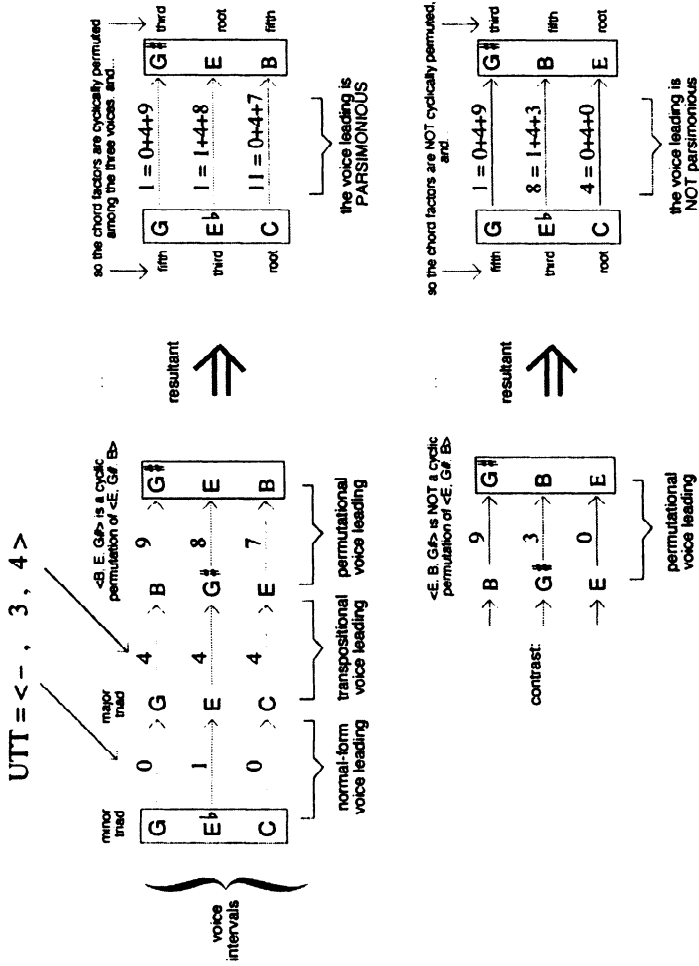 UTT = < – , 3 , 4 >
minor triad
major triad
<B, E, G#> is a cyclic
permutation of <E, G#, B>
so the chord factors are cyclically permuted
among the three voices, and...
voice
intervals
G 0 G 4 B 9 G#
E♭ 1 E 4 G# 8 E
C 0 C 4 E 7 B
normal-form
voice leading
transpositional
voice leading
permutational
voice leading
resultant
fifth G 1 = 0+4+9 G# third
third E♭ 1 = 1+4+8 E root
root C 11 = 0+4+7 B fifth
the voice leading is
PARSIMONIOUS
contrast:
<E, B, G#> is NOT a cyclic
permutation of <E, G#, B>
B 9 G#
G# 3 B
E 0 E
permutational
voice leading
resultant
so the chord factors are NOT cyclically permuted,
and...
fifth G 1 = 0+4+9 G# third
third E♭ 8 = 1+4+3 B fifth
root C 4 = 0+4+0 E root
the voice leading is
NOT parsimonious